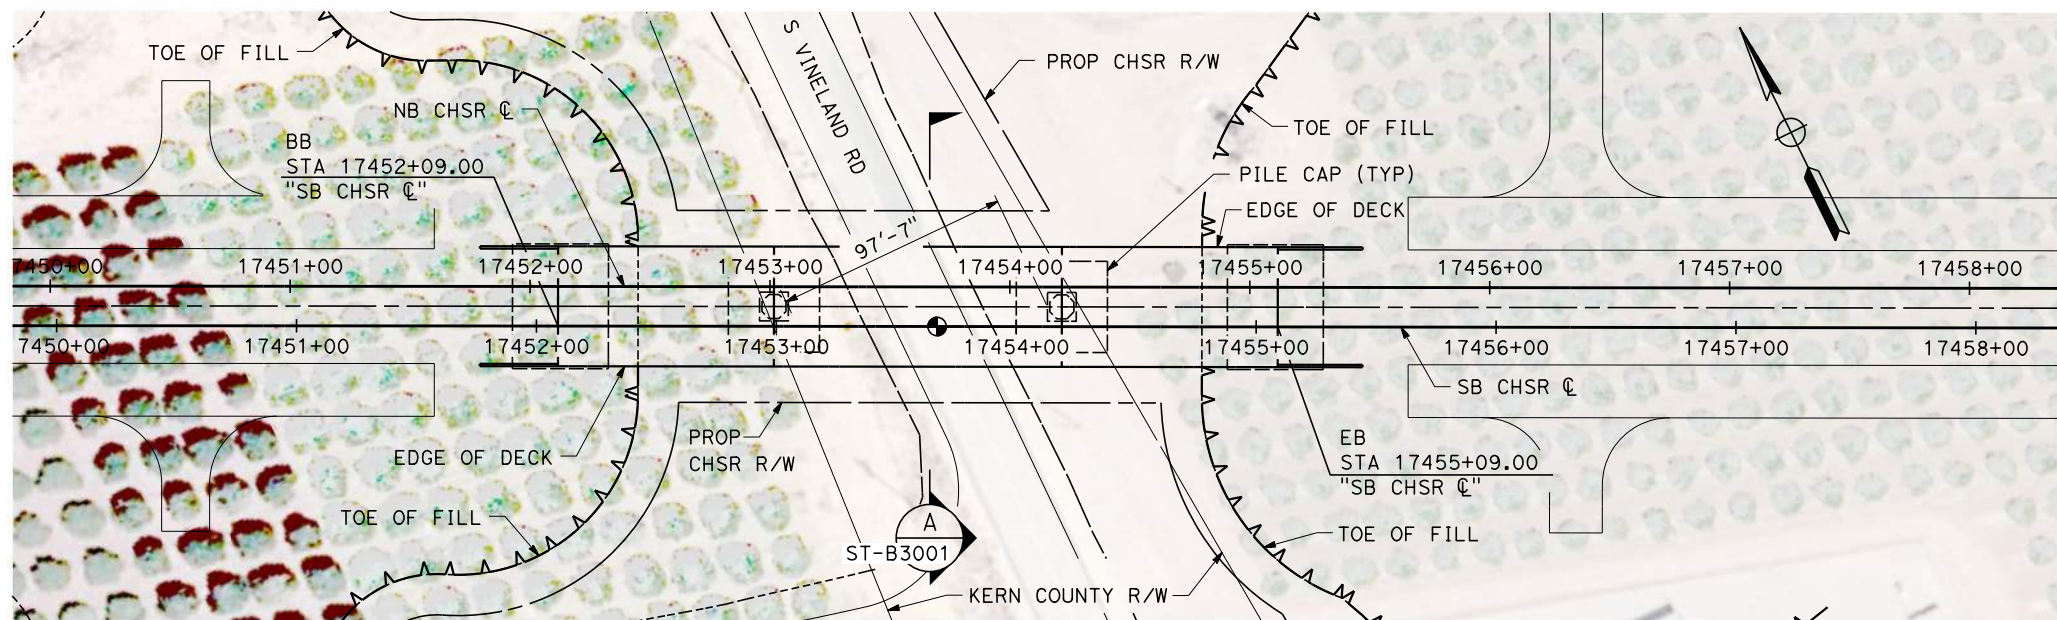 TOE OF FILL
S VINELAND RD
PROP CHSR R/W
NB CHSR ℄
TOE OF FILL
BB
STA 17452+09.00
"SB CHSR ℄"
PILE CAP (TYP)
EDGE OF DECK
97'-7"
7450+00 17451+00 17452+00 17453+00 17454+00 17455+00 17456+00 17457+00 17458+00
7450+00 17451+00 17452+00 17453+00 17454+00 17455+00 17456+00 17457+00 17458+00
SB CHSR ℄
PROP
CHSR R/W
EDGE OF DECK
EB
STA 17455+09.00
"SB CHSR ℄"
TOE OF FILL
A
ST-B3001
TOE OF FILL
KERN COUNTY R/W